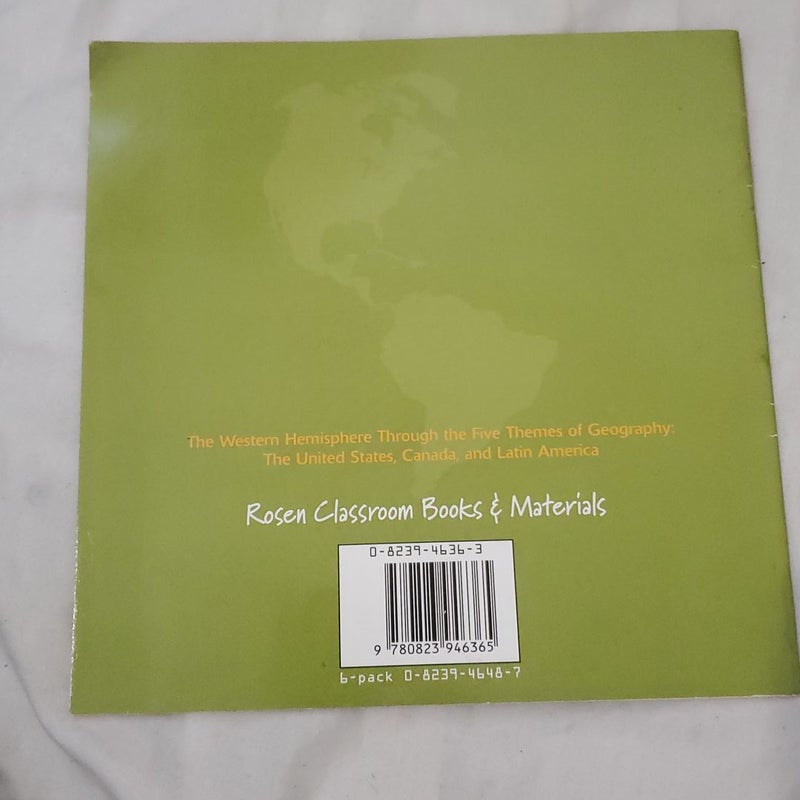 The Western Hemisphere Through the Five Themes of Geography:
The United States, Canada, and Latin America
Rosen Classroom Books & Materials
0-8239-4636-3
9 780823 946365
6-pack 0-8239-4648-7